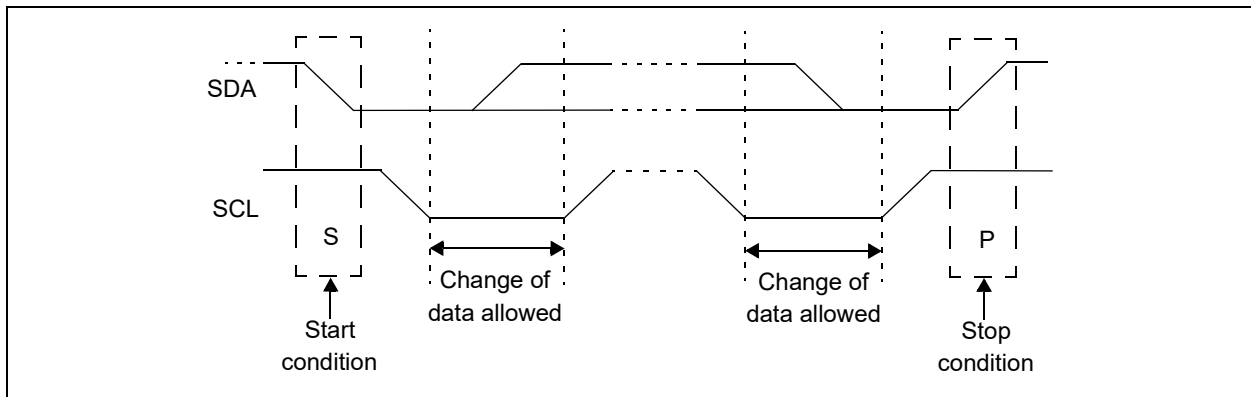 SDA
SCL
S
P
Change of
data allowed
Change of
data allowed
Start
condition
Stop
condition